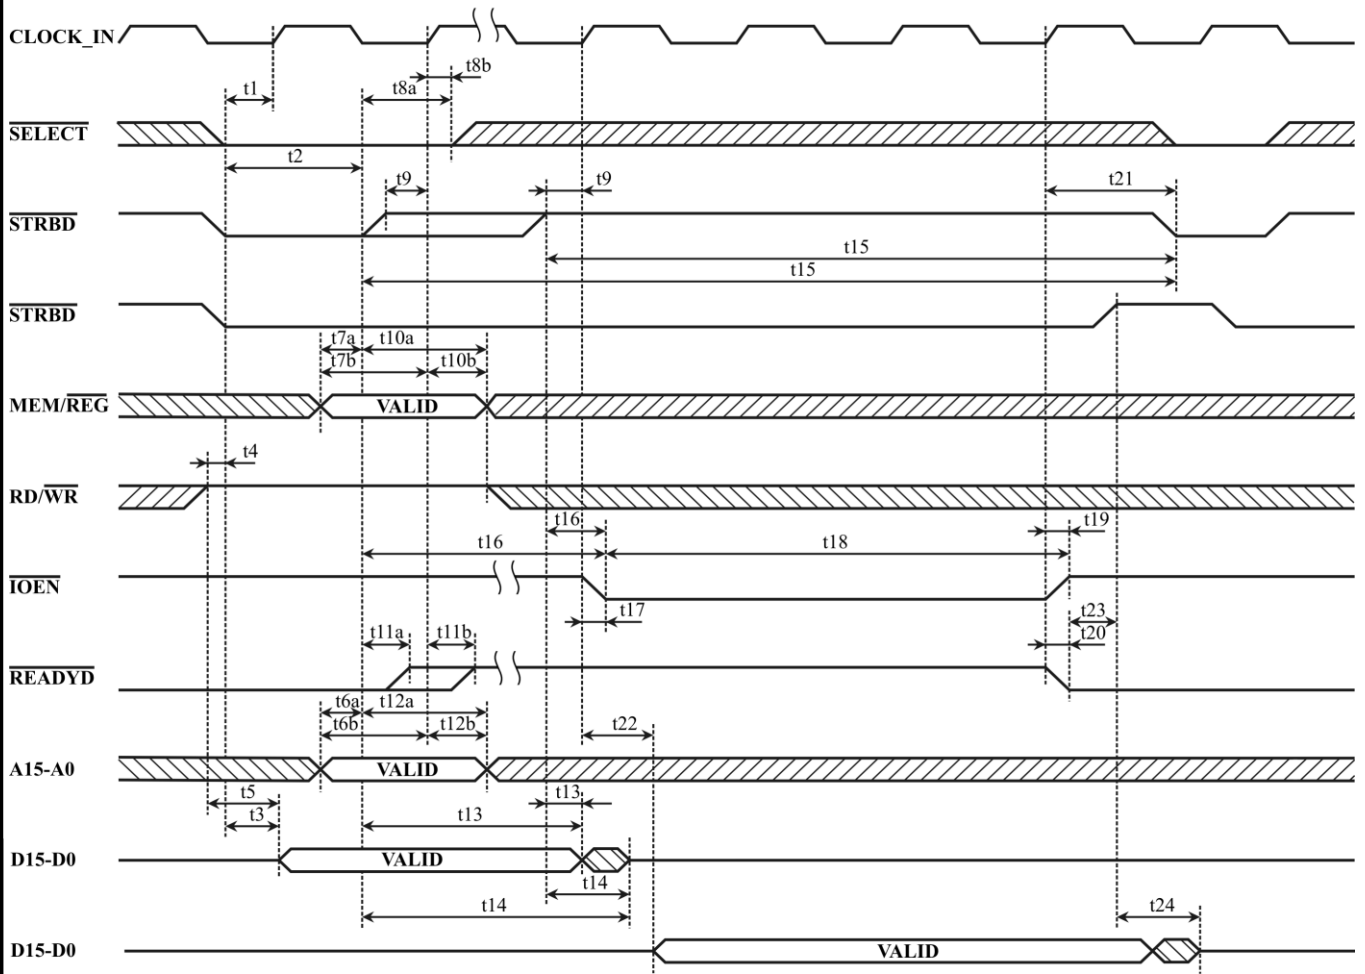 CLOCK_IN
t8b
t1
t8a
SELECT
t2
t9
t9
t21
STRBD
t15
t15
STRBD
t7a
t10a
t7b
t10b
MEM/REG
VALID
t4
RD/WR
t16
t19
t16
t18
IOEN
t17
t23
t11a
t11b
t20
READYD
t6a
t12a
t6b
t12b
t22
A15-A0
VALID
t5
t13
t3
t13
D15-D0
VALID
t14
t14
t24
D15-D0
VALID